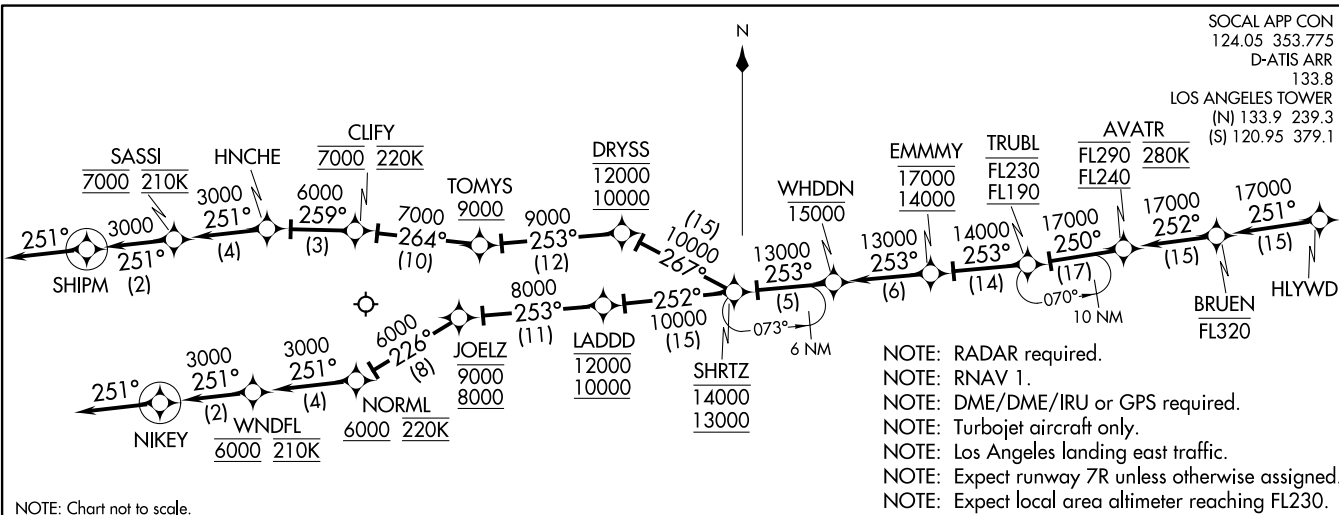 SOCAL APP CON
124.05 353.775
D-ATIS ARR
133.8
LOS ANGELES TOWER
(N) 133.9 239.3
(S) 120.95 379.1
N
SASSI
7000 210K
HNCHE
CLIFY
7000 220K
TOMYS
9000
DRYSS
12000
10000
WHDDN
15000
EMMMY
17000
14000
TRUBL
FL230
FL190
AVATR
FL290 280K
FL240
251°
SHIPM
3000
251°
(2)
3000
251°
(4)
6000
259°
(3)
7000
264°
(10)
9000
253°
(12)
(15)
10000
267°
13000
253°
(5)
13000
253°
(6)
14000
253°
(14)
17000
250°
(17)
17000
252°
(15)
17000
251°
(15)
HLYWD
BRUEN
FL320
070°
10 NM
073°
6 NM
SHRTZ
14000
13000
252°
10000
(15)
LADDD
12000
10000
8000
253°
(11)
JOELZ
9000
8000
6000
226°
(8)
NORML
6000 220K
3000
251°
(4)
WNDFL
6000 210K
3000
251°
(2)
251°
NIKEY
NOTE: RADAR required.
NOTE: RNAV 1.
NOTE: DME/DME/IRU or GPS required.
NOTE: Turbojet aircraft only.
NOTE: Los Angeles landing east traffic.
NOTE: Expect runway 7R unless otherwise assigned.
NOTE: Expect local area altimeter reaching FL230.
NOTE: Chart not to scale.